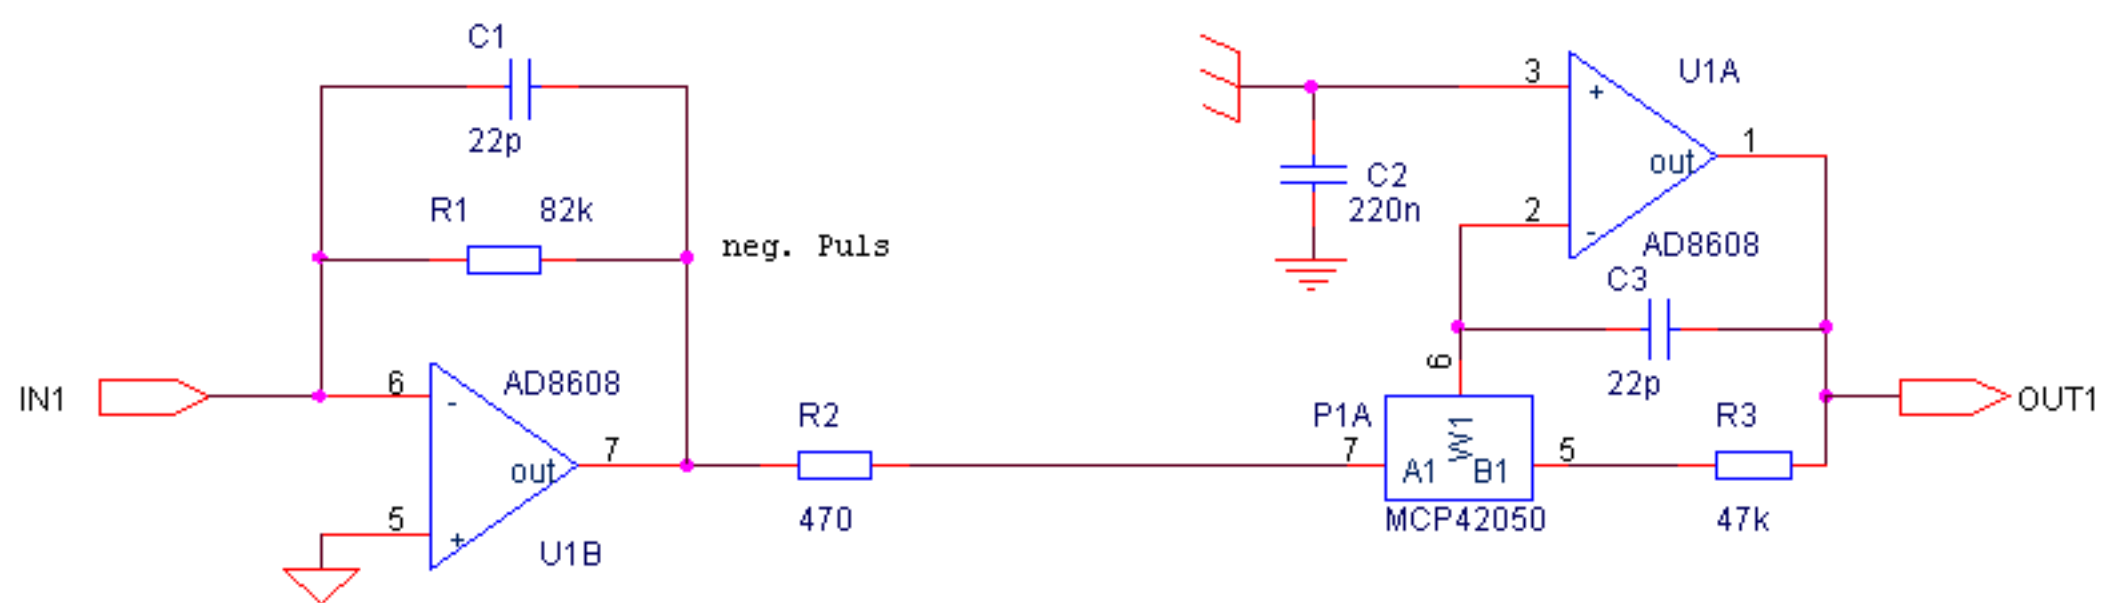 C1
22p
R1 82k
neg. Puls
IN1
6
AD8608
-
out
7
5
+
U1B
R2
470
3
+
U1A
out
1
2
-
AD8608
C2
220n
C3
22p
6
P1A
7
W1
A1 B1
5
MCP42050
R3
47k
OUT1